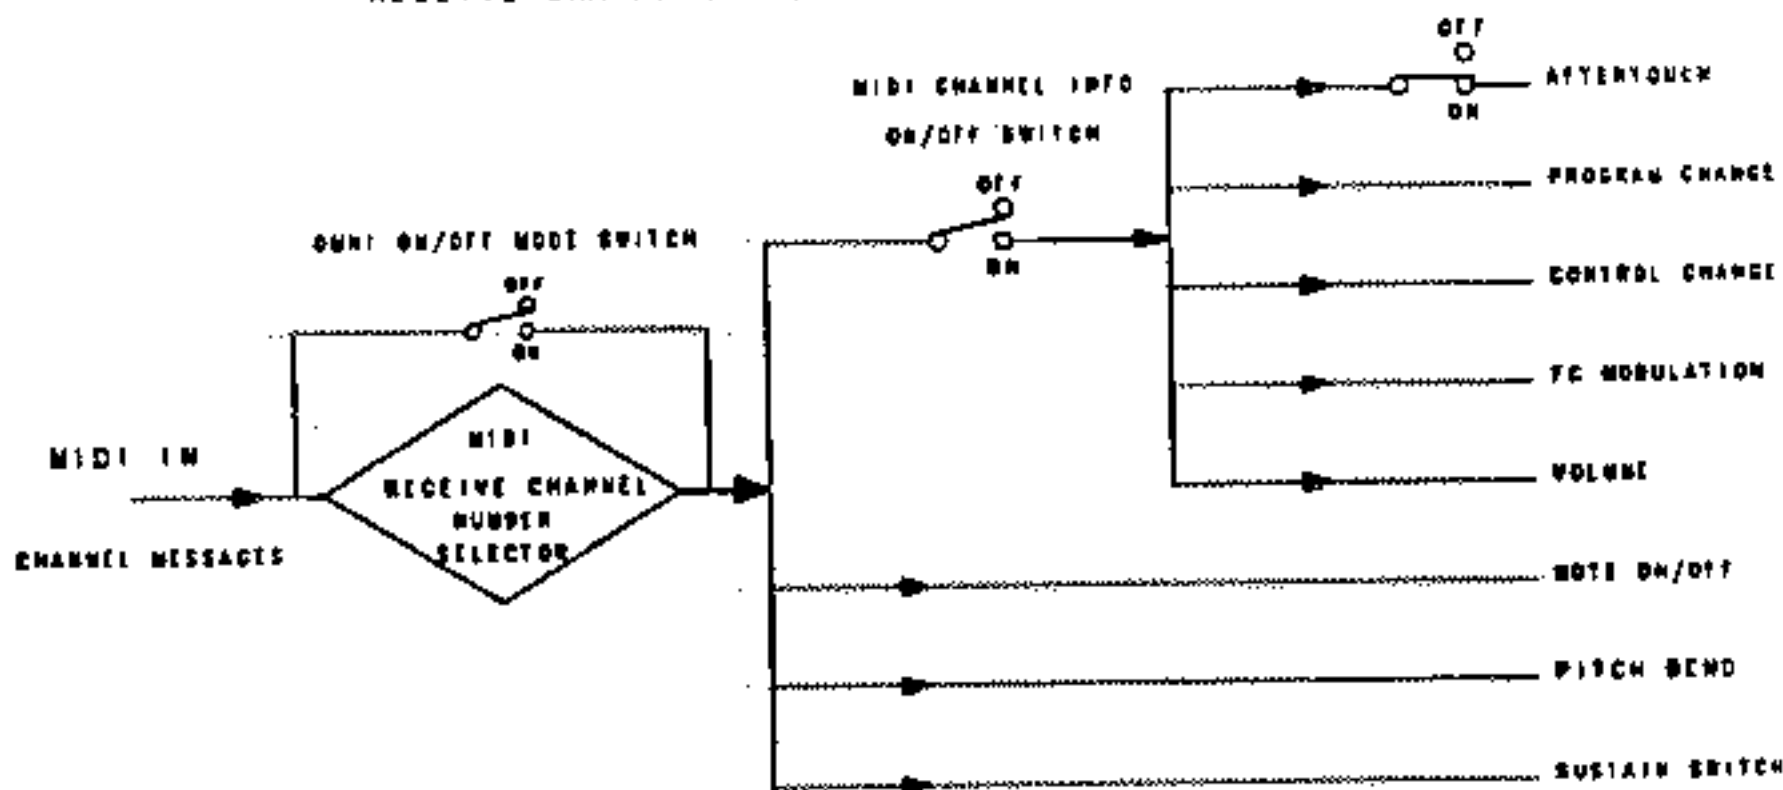 OFF
AFTERTOUCH
ON
MIDI CHANNEL INFO
ON/OFF SWITCH
OFF
ON
PROGRAM CHANGE
OMNI ON/OFF MODE SWITCH
OFF
ON
CONTROL CHANGE
MODULATION
MIDI IN
MIDI
RECEIVE CHANNEL
NUMBER
SELECTOR
VOLUME
CHANNEL MESSAGES
NOTE ON/OFF
PITCH BEND
SUSTAIN SWITCH